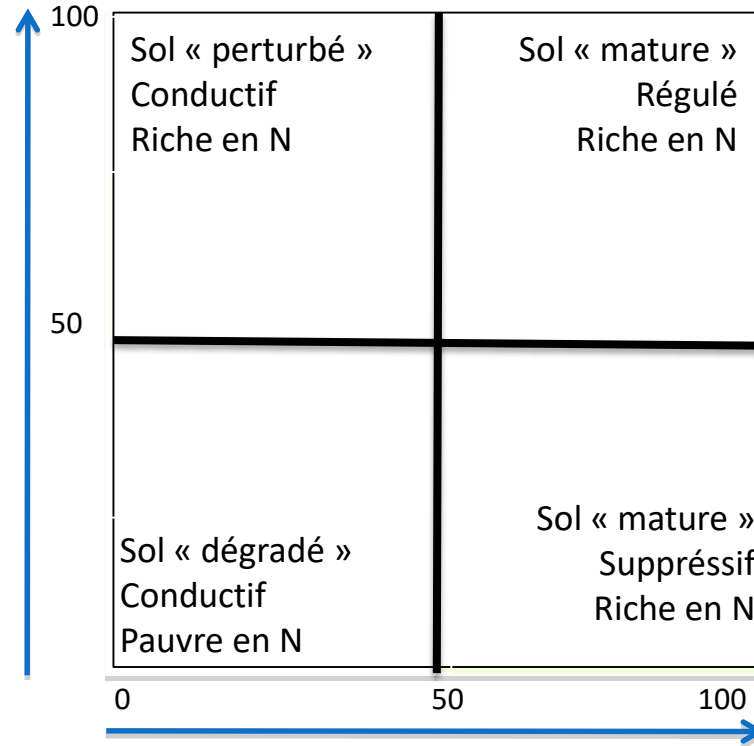 100
Sol « perturbé »
Conductif
Riche en N
Sol « mature »
Régulé
Riche en N
50
Sol « dégradé »
Conductif
Pauvre en N
Sol « mature »
Suppréssif
Riche en N
0
50
100